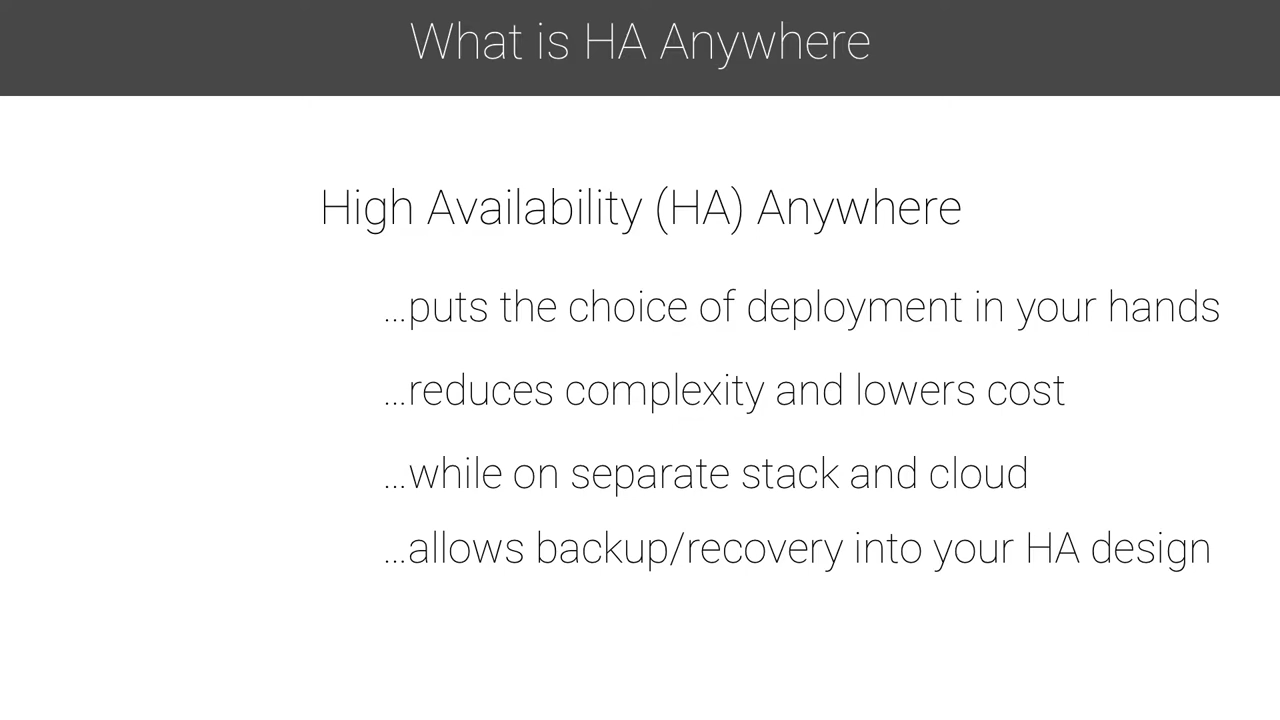 What is HA Anywhere
High Availability (HA) Anywhere
...puts the choice of deployment in your hands
...reduces complexity and lowers cost
...while on separate stack and cloud
...allows backup/recovery into your HA design